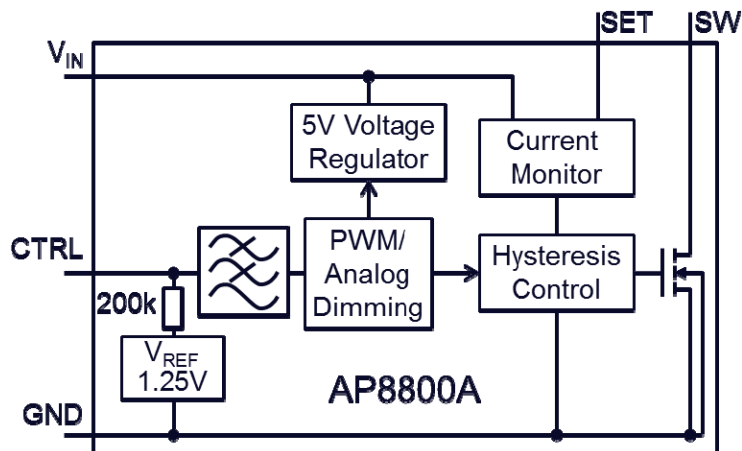 SET
SW
VIN
5V Voltage
Regulator
Current
Monitor
CTRL
PWM/
Analog
Dimming
Hysteresis
Control
200k
VREF
1.25V
AP8800A
GND